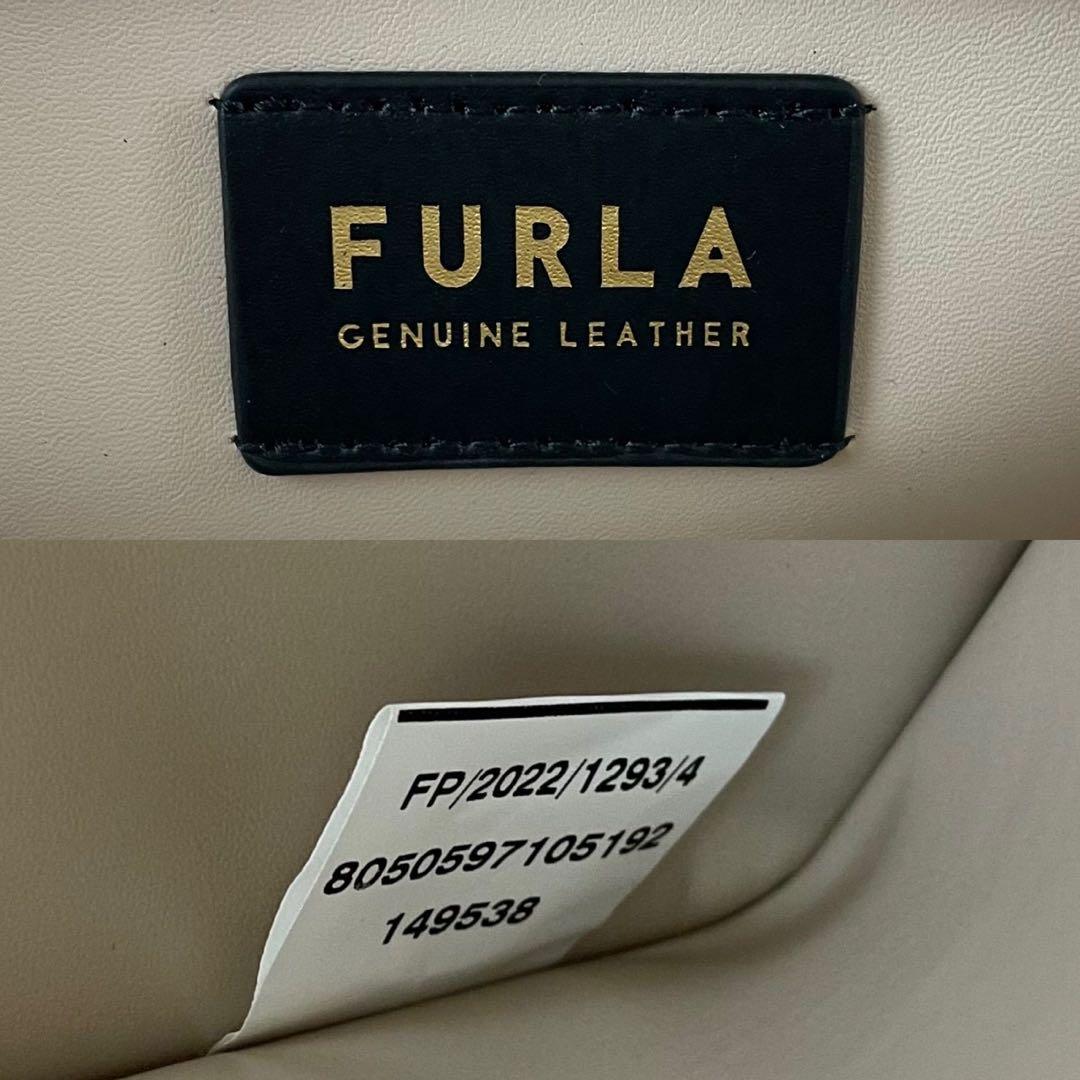 FURLA
GENUINE LEATHER
FP/2022/1293/4
8050597105192
149538